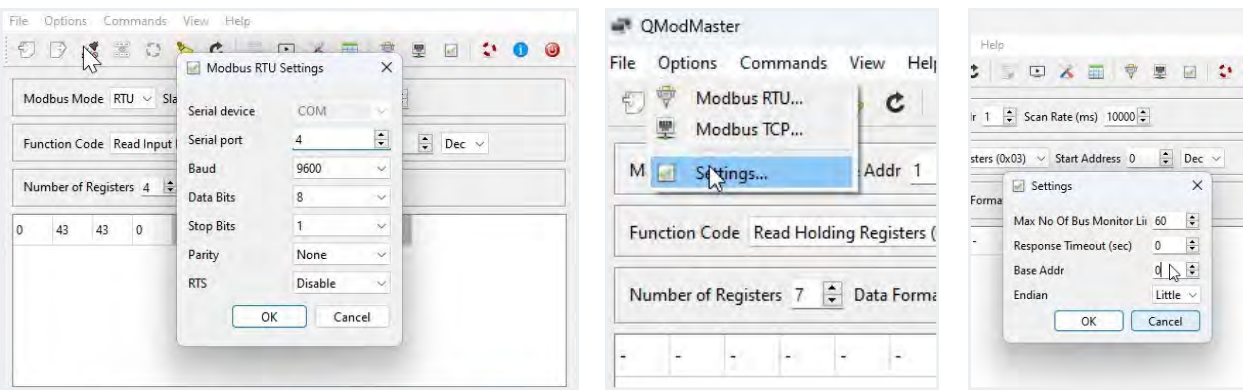 File Options Commands View Help
Modbus RTU Settings
Modbus Mode RTU
Serial device COM
Function Code Read Input
Serial port 4
Dec
Baud 9600
Number of Registers 4
Data Bits 8
0 43 43 0
Stop Bits 1
Parity None
RTS Disable
OK Cancel
QModMaster
File Options Commands View
Modbus RTU...
Modbus TCP...
Settings...
M Addr 1
Function Code Read Holding Registers (
Number of Registers 7 Data Forma
- - - - - -
Help
r 1 Scan Rate (ms) 10000
sters (0x03) Start Address 0 Dec
Settings
Forma
Max No Of Bus Monitor Li 60
Response Timeout (sec) 0
-
Base Addr 0
Endian Little
OK Cancel